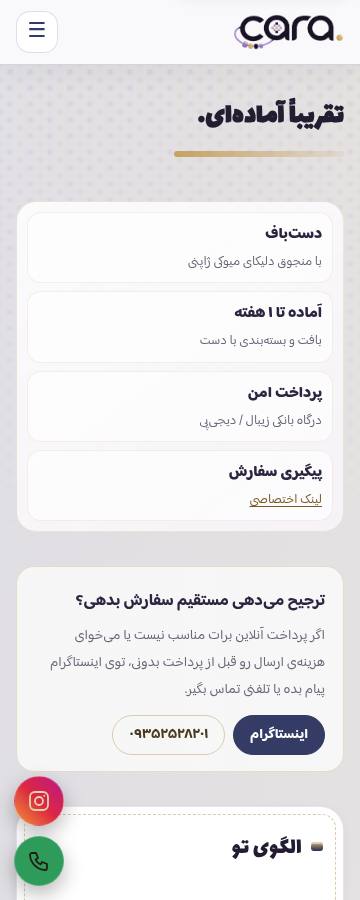 cara.
تقریباً آماده‌ای.
دست‌باف
با منجوق دلیکای میوکی ژاپنی
آماده تا ۱ هفته
بافت و بسته‌بندی با دست
پرداخت امن
درگاه بانکی زیبال / دیجی‌پی
پیگیری سفارش
لینک اختصاصی
ترجیح می‌دهی مستقیم سفارش بدهی؟
اگر پرداخت آنلاین برات مناسب نیست یا می‌خوای
هزینه‌ی ارسال رو قبل از پرداخت بدونی، توی اینستاگرام
پیام بده یا تلفنی تماس بگیر.
اینستاگرام
۰۹۳۵۲۵۲۸۲۰۱
الگوی تو